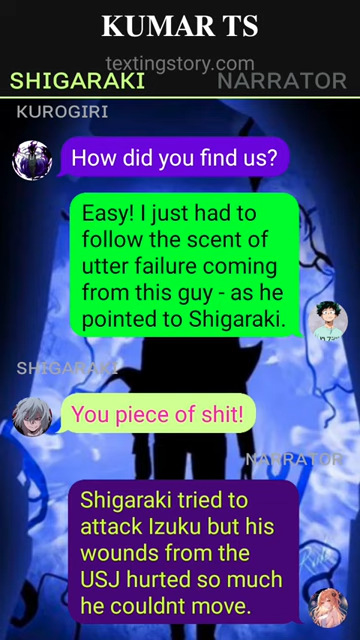 KUMAR TS
textingstory.com
SHIGARAKI
NARRATOR
KUROGIRI
How did you find us?
Easy! I just had to
follow the scent of
utter failure coming
from this guy - as he
pointed to Shigaraki.
SHIGARAKI
You piece of shit!
NARRATOR
Shigaraki tried to
attack Izuku but his
wounds from the
USJ hurted so much
he couldnt move.